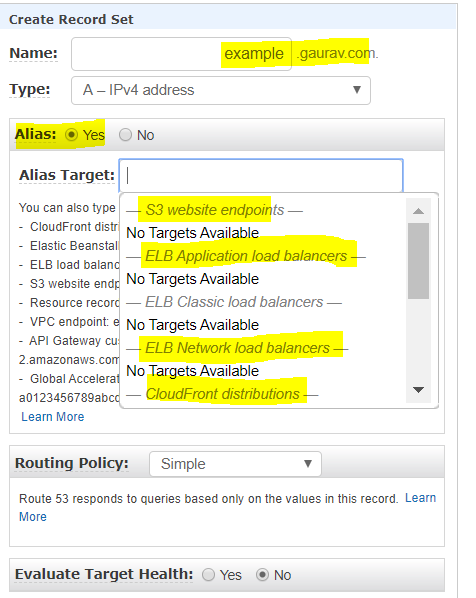 Create Record Set
Name: example .gaurav.com.
Type: A – IPv4 address
Alias: Yes No
Alias Target:
You can also type
— S3 website endpoints —
- CloudFront distr
No Targets Available
- Elastic Beanstal
— ELB Application load balancers —
- ELB load balanc
No Targets Available
- S3 website endp
— ELB Classic load balancers —
- Resource record
No Targets Available
- VPC endpoint: e
— ELB Network load balancers —
- API Gateway cus
2.amazonaws.com
No Targets Available
- Global Accelerat
— CloudFront distributions —
a0123456789abcd
Learn More
Routing Policy: Simple
Route 53 responds to queries based only on the values in this record. Learn
More
Evaluate Target Health: Yes No